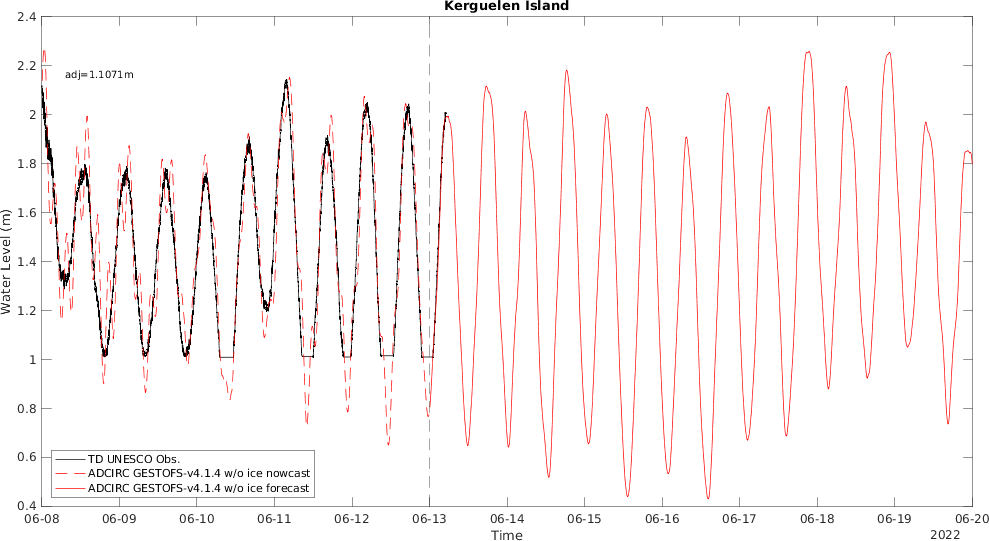 Kerguelen Island
2.4
2.2
2
1.8
1.6
1.4
1.2
1
0.8
0.6
0.4
Water Level (m)
adj=1.1071m
TD UNESCO Obs.
ADCIRC GESTOFS-v4.1.4 w/o ice nowcast
ADCIRC GESTOFS-v4.1.4 w/o ice forecast
06-08 06-09 06-10 06-11 06-12 06-13 06-14 06-15 06-16 06-17 06-18 06-19 06-20
Time
2022